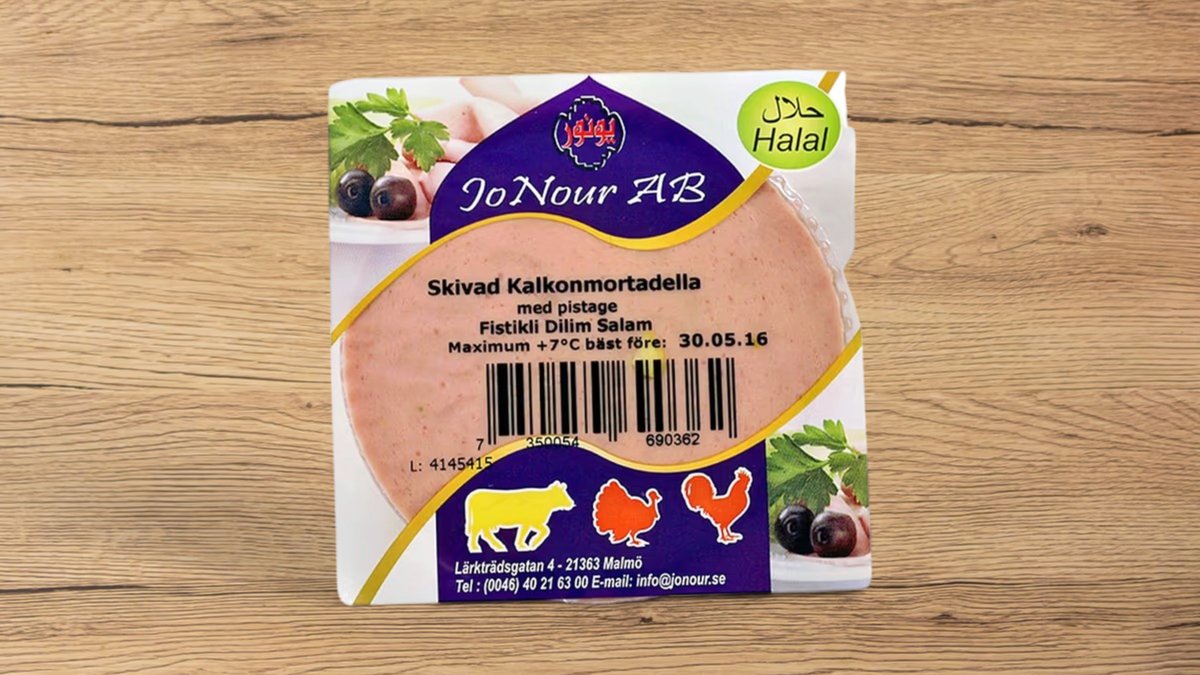 يونور
JoNour AB
حلال
Halal
Skivad Kalkonmortadella
med pistage
Fistikli Dilim Salam
Maximum +7°C bäst före: 30.05.16
7 350054 690362
L: 4145415
Lärkträdsgatan 4 - 21363 Malmö
Tel : (0046) 40 21 63 00 E-mail: info@jonour.se